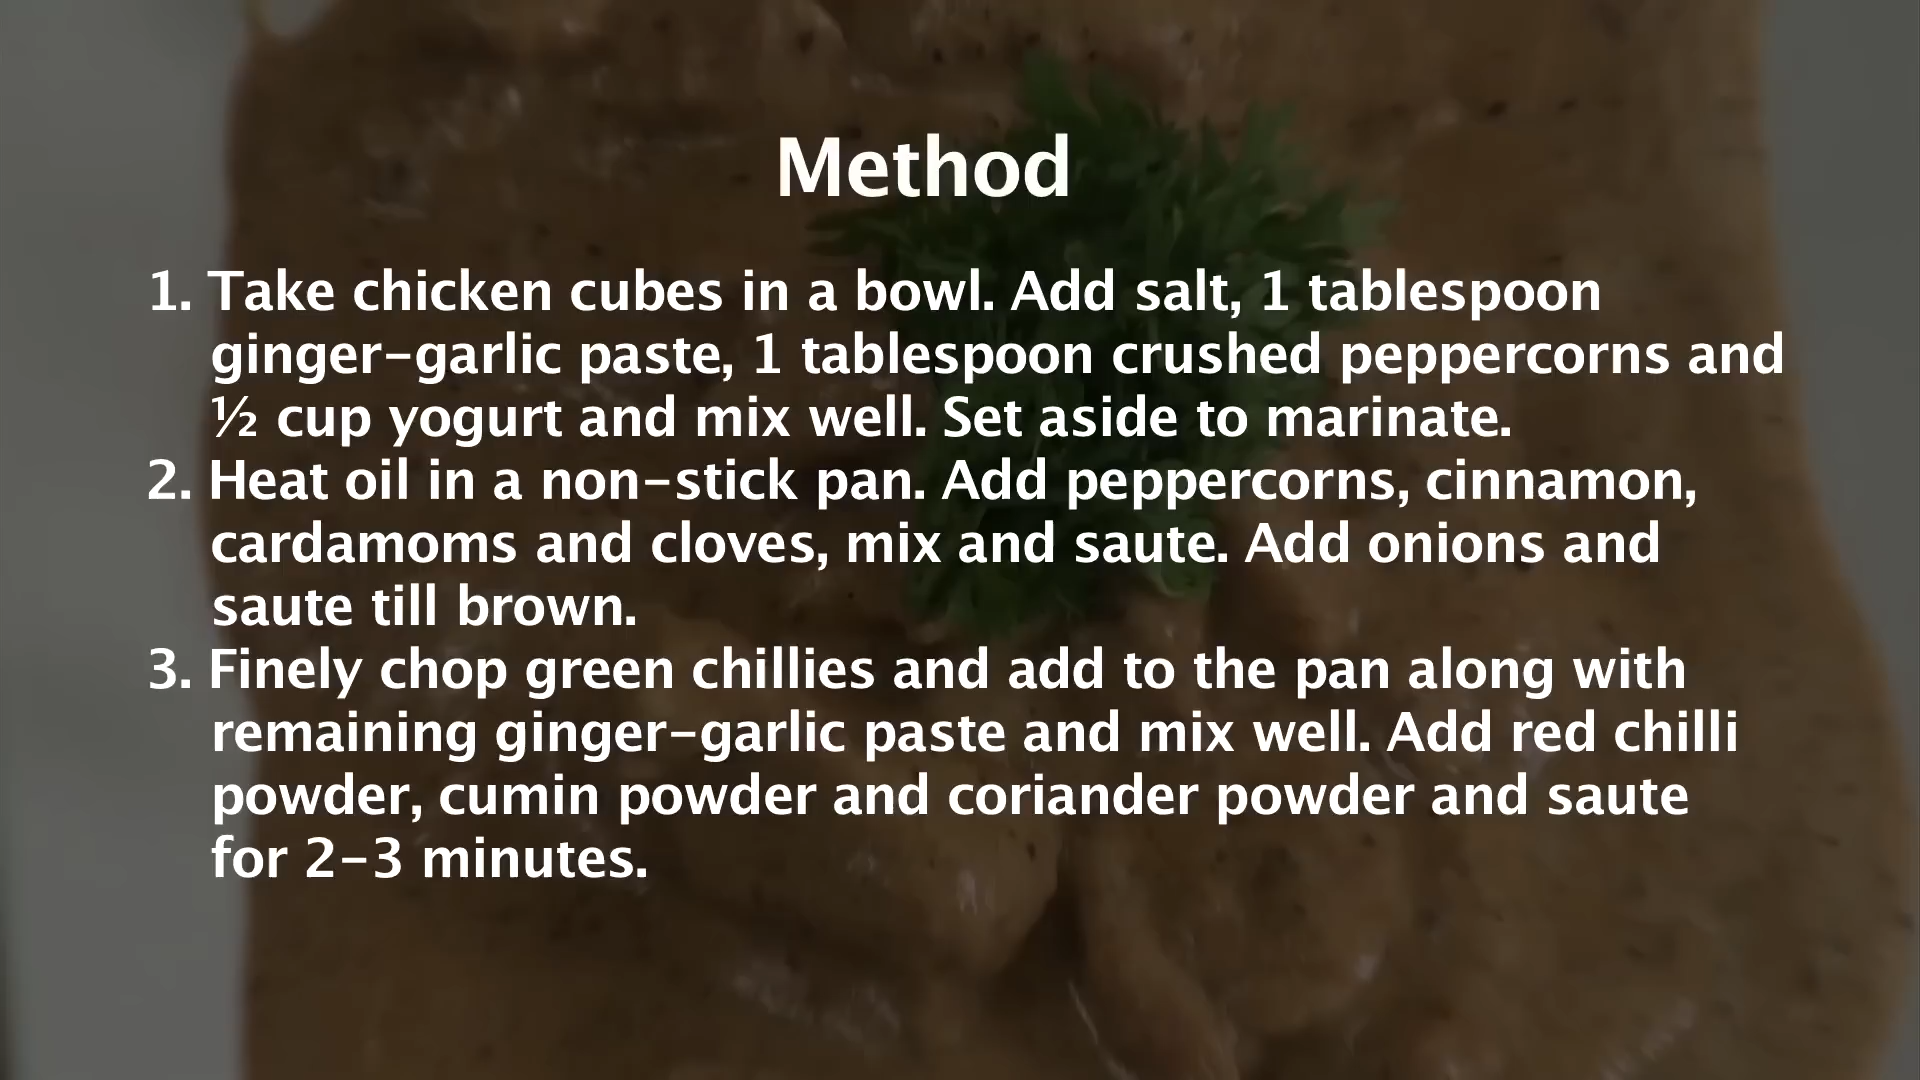 Method
1. Take chicken cubes in a bowl. Add salt, 1 tablespoon
ginger-garlic paste, 1 tablespoon crushed peppercorns and
½ cup yogurt and mix well. Set aside to marinate.
2. Heat oil in a non-stick pan. Add peppercorns, cinnamon,
cardamoms and cloves, mix and saute. Add onions and
saute till brown.
3. Finely chop green chillies and add to the pan along with
remaining ginger-garlic paste and mix well. Add red chilli
powder, cumin powder and coriander powder and saute
for 2-3 minutes.